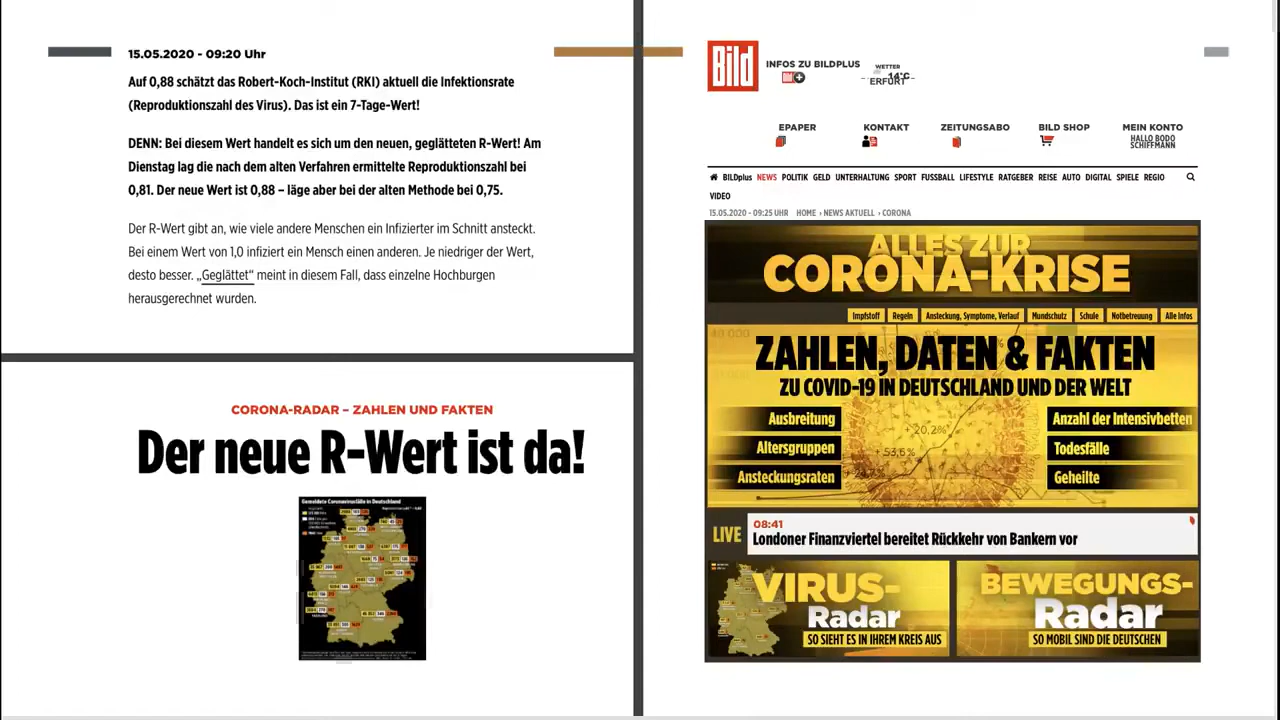 15.05.2020 - 09:20 Uhr
Auf 0,88 schätzt das Robert-Koch-Institut (RKI) aktuell die Infektionsrate
(Reproduktionszahl des Virus). Das ist ein 7-Tage-Wert!
DENN: Bei diesem Wert handelt es sich um den neuen, geglätteten R-Wert! Am
Dienstag lag die nach dem alten Verfahren ermittelte Reproduktionszahl bei
0,81. Der neue Wert ist 0,88 – läge aber bei der alten Methode bei 0,75.
Der R-Wert gibt an, wie viele andere Menschen ein Infizierter im Schnitt ansteckt.
Bei einem Wert von 1,0 infiziert ein Mensch einen anderen. Je niedriger der Wert,
desto besser. „Geglättet“ meint in diesem Fall, dass einzelne Hochburgen
herausgerechnet wurden.
CORONA-RADAR – ZAHLEN UND FAKTEN
Der neue R-Wert ist da!
Gemeldete Coronavirusfälle in Deutschland
Bild
INFOS ZU BILDPLUS
Bild
WETTER
14°C
ERFURT
EPAPER KONTAKT ZEITUNGSABO BILD SHOP MEIN KONTO
HALLO BODO
SCHIFFMANN
BILDplus NEWS POLITIK GELD UNTERHALTUNG SPORT FUSSBALL LIFESTYLE RATGEBER REISE AUTO DIGITAL SPIELE REGIO
VIDEO
15.05.2020 - 09:25 UHR HOME › NEWS AKTUELL › CORONA
ALLES ZUR
CORONA-KRISE
Impfstoff Regeln Ansteckung, Symptome, Verlauf Mundschutz Schule Notbetreuung Alle Infos
ZAHLEN, DATEN & FAKTEN
ZU COVID-19 IN DEUTSCHLAND UND DER WELT
Ausbreitung
Altersgruppen
Ansteckungsraten
Anzahl der Intensivbetten
Todesfälle
Geheilte
+ 20,2%
+ 53,6%
LIVE
08:41
Londoner Finanzviertel bereitet Rückkehr von Bankern vor
VIRUS-
Radar
SO SIEHT ES IN IHREM KREIS AUS
BEWEGUNGS-
Radar
SO MOBIL SIND DIE DEUTSCHEN